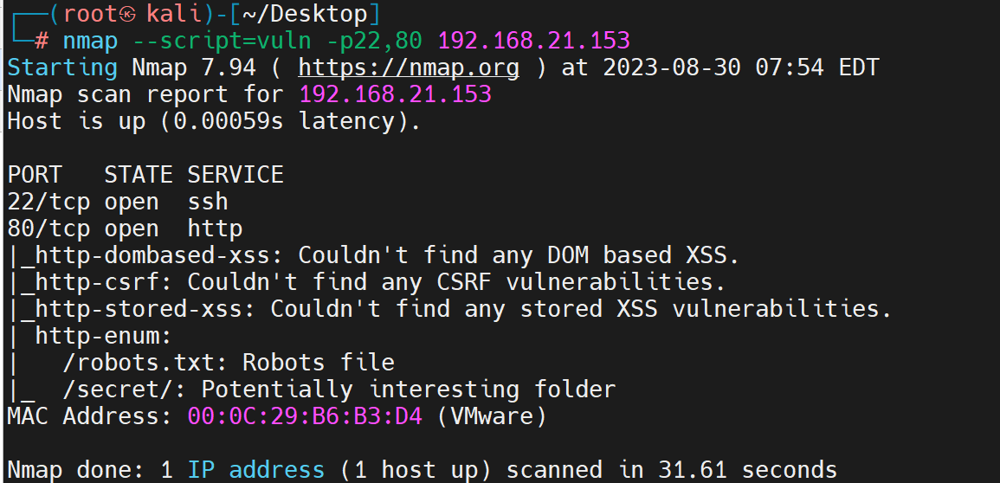 ┌──(root㉿kali)-[~/Desktop]
└─# nmap --script=vuln -p22,80 192.168.21.153
Starting Nmap 7.94 ( https://nmap.org ) at 2023-08-30 07:54 EDT
Nmap scan report for 192.168.21.153
Host is up (0.00059s latency).

PORT   STATE SERVICE
22/tcp open  ssh
80/tcp open  http
|_http-dombased-xss: Couldn't find any DOM based XSS.
|_http-csrf: Couldn't find any CSRF vulnerabilities.
|_http-stored-xss: Couldn't find any stored XSS vulnerabilities.
| http-enum:
|   /robots.txt: Robots file
|_  /secret/: Potentially interesting folder
MAC Address: 00:0C:29:B6:B3:D4 (VMware)

Nmap done: 1 IP address (1 host up) scanned in 31.61 seconds